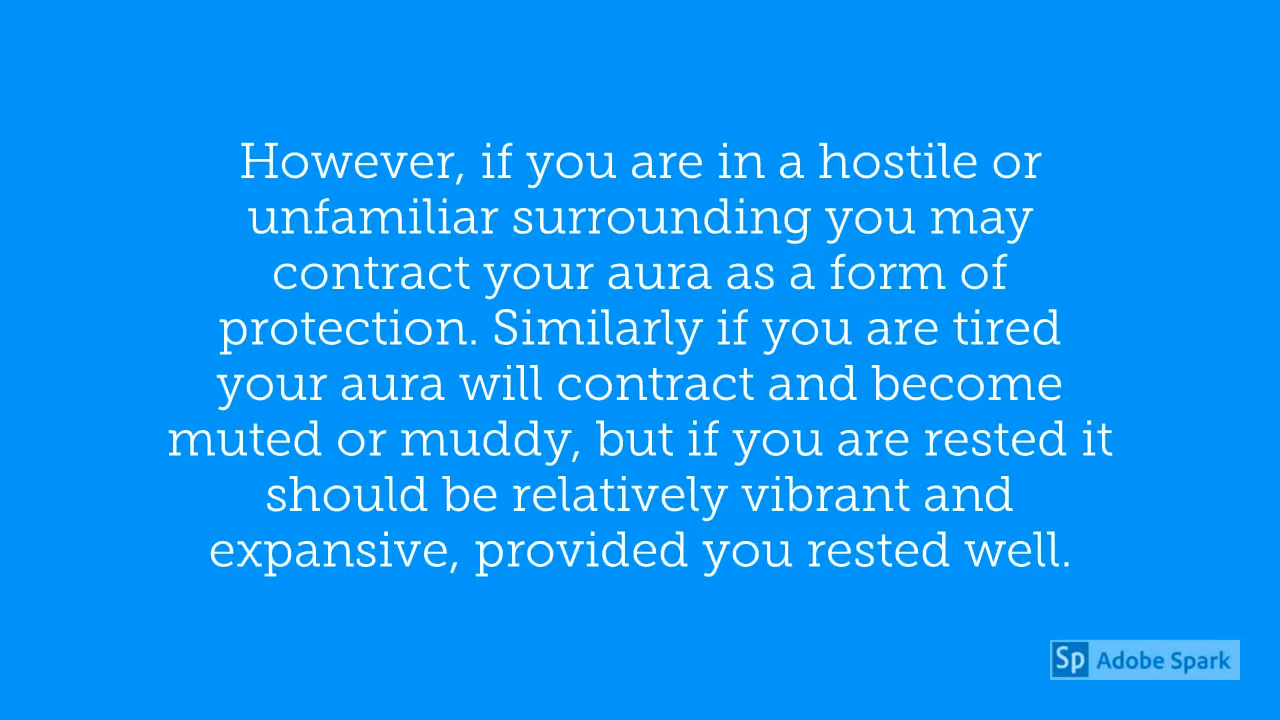 However, if you are in a hostile or
unfamiliar surrounding you may
contract your aura as a form of
protection. Similarly if you are tired
your aura will contract and become
muted or muddy, but if you are rested it
should be relatively vibrant and
expansive, provided you rested well.
Sp Adobe Spark